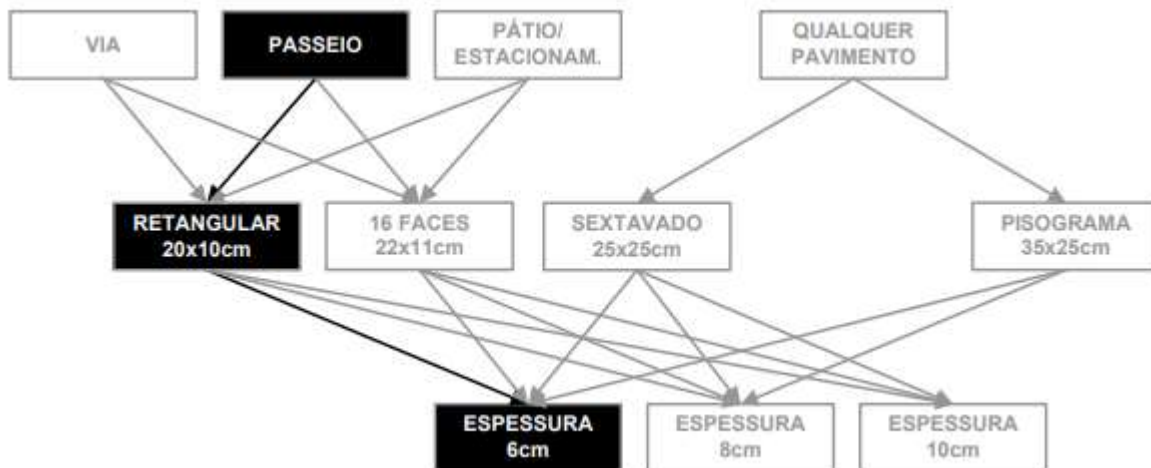 VIA
PASSEIO
PÁTIO/
ESTACIONAM.
QUALQUER
PAVIMENTO
RETANGULAR
20x10cm
16 FACES
22x11cm
SEXTAVADO
25x25cm
PISOGRAMA
35x25cm
ESPESSURA
6cm
ESPESSURA
8cm
ESPESSURA
10cm